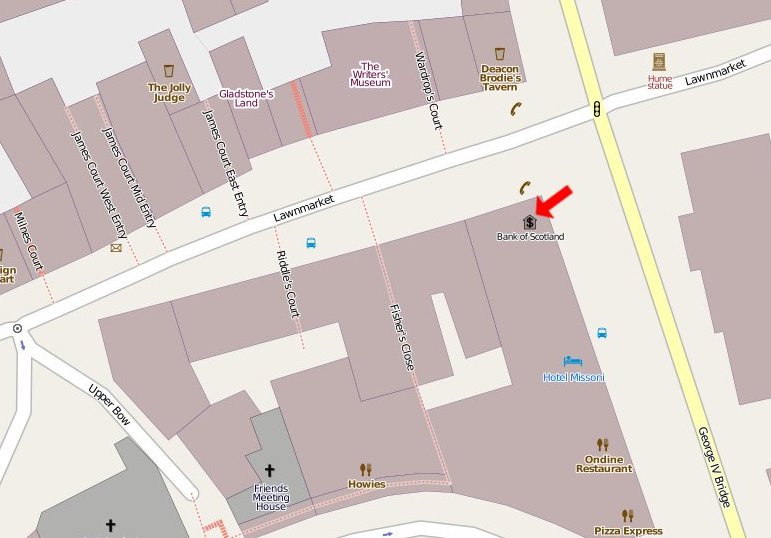 The Jolly
Judge
Gladstone's
Land
The
Writers'
Museum
Wardrop's Court
Deacon
Brodie's
Tavern
Hume
statue
Lawnmarket
James Court West Entry
James Court Mid Entry
James Court East Entry
Milnes Court
ign
art
Lawnmarket
Riddle's Court
Fisher's Close
$
Bank of Scotland
Hotel Missoni
Upper Bow
Friends
Meeting
House
Howies
Ondine
Restaurant
George IV Bridge
Pizza Express